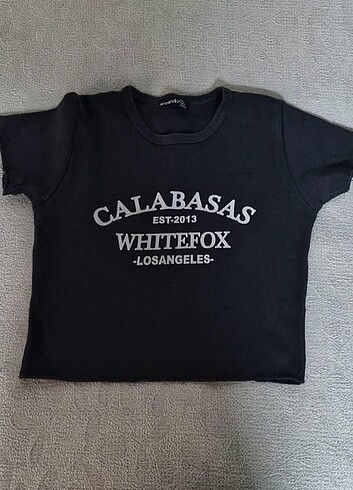 CALABASAS
EST-2013
WHITEFOX
-LOSANGELES-